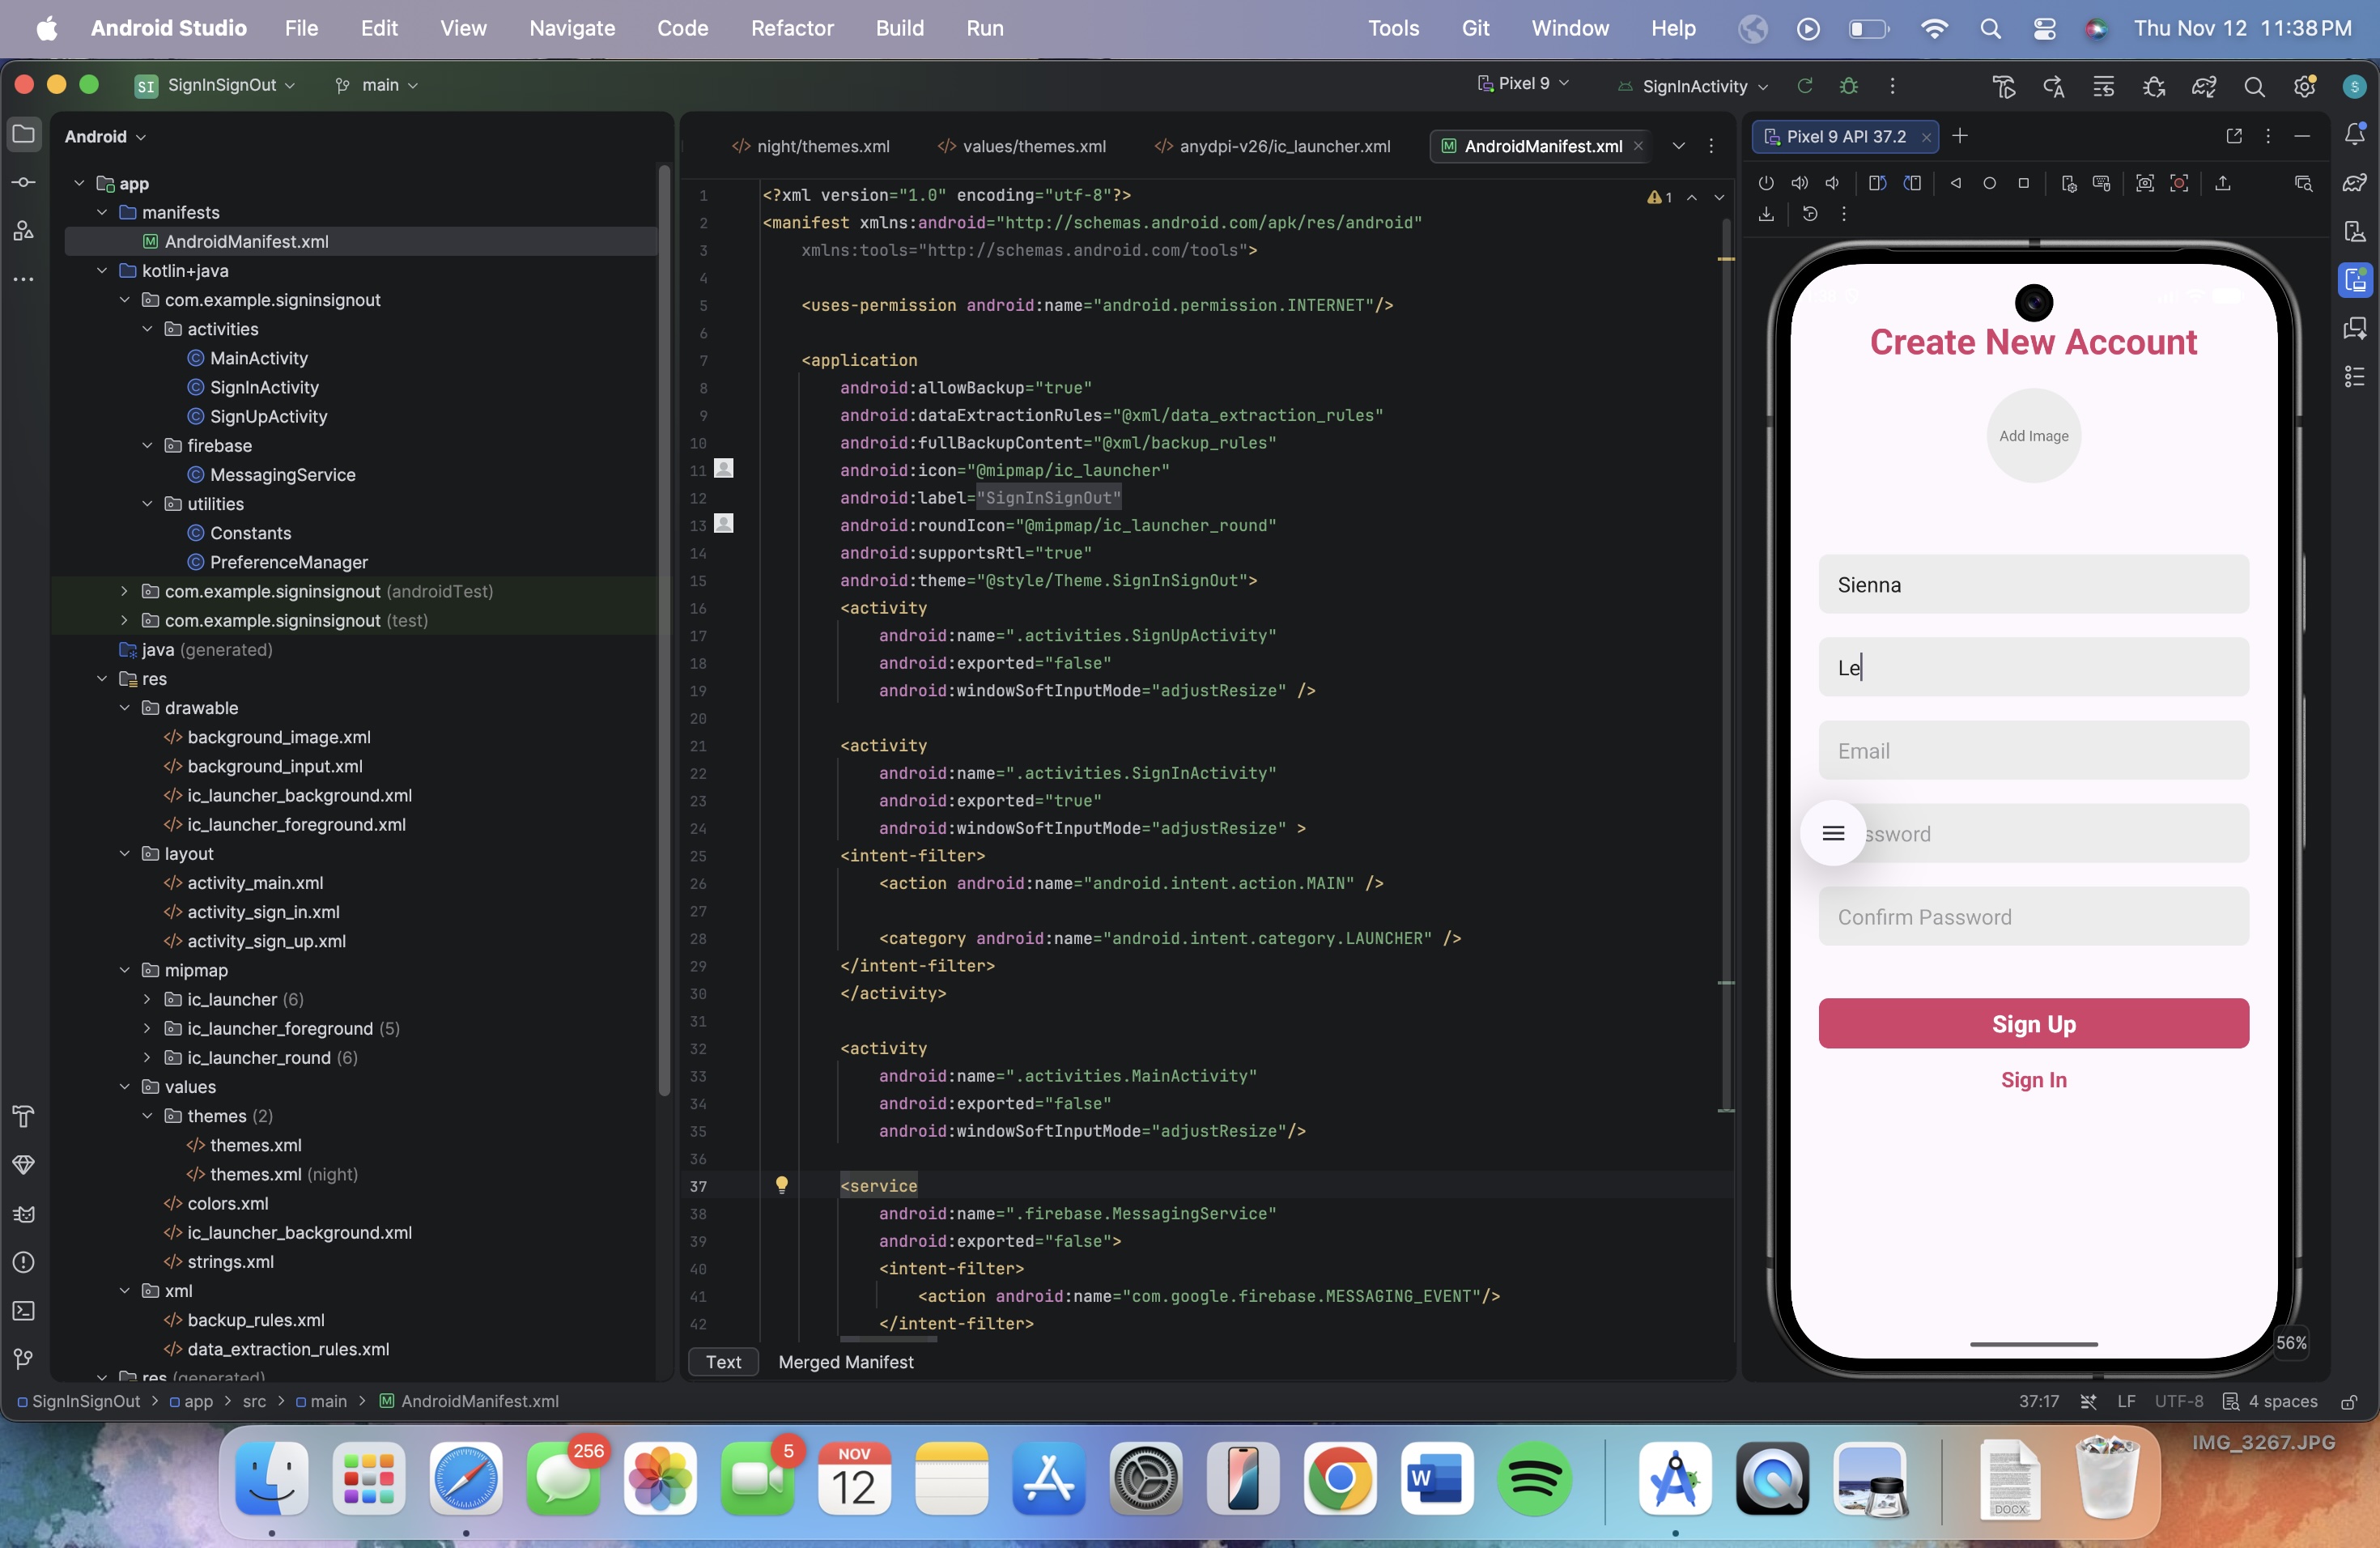 Android Studio File Edit View Navigate Code Refactor Build Run Tools Git Window Help Thu Nov 12 11:38 PM
SI SignInSignOut main Pixel 9 SignInActivity S
Android
app
manifests
AndroidManifest.xml
kotlin+java
com.example.signinsignout
activities
MainActivity
SignInActivity
SignUpActivity
firebase
MessagingService
utilities
Constants
PreferenceManager
com.example.signinsignout (androidTest)
com.example.signinsignout (test)
java (generated)
res
drawable
background_image.xml
background_input.xml
ic_launcher_background.xml
ic_launcher_foreground.xml
layout
activity_main.xml
activity_sign_in.xml
activity_sign_up.xml
mipmap
ic_launcher (6)
ic_launcher_foreground (5)
ic_launcher_round (6)
values
themes (2)
themes.xml
themes.xml (night)
colors.xml
ic_launcher_background.xml
strings.xml
xml
backup_rules.xml
data_extraction_rules.xml
res (generated)
night/themes.xml values/themes.xml anydpi-v26/ic_launcher.xml AndroidManifest.xml
1 <?xml version="1.0" encoding="utf-8"?> 1
2 <manifest xmlns:android="http://schemas.android.com/apk/res/android"
3 xmlns:tools="http://schemas.android.com/tools">
4
5 <uses-permission android:name="android.permission.INTERNET"/>
6
7 <application
8 android:allowBackup="true"
9 android:dataExtractionRules="@xml/data_extraction_rules"
10 android:fullBackupContent="@xml/backup_rules"
11 android:icon="@mipmap/ic_launcher"
12 android:label="SignInSignOut"
13 android:roundIcon="@mipmap/ic_launcher_round"
14 android:supportsRtl="true"
15 android:theme="@style/Theme.SignInSignOut">
16 <activity
17 android:name=".activities.SignUpActivity"
18 android:exported="false"
19 android:windowSoftInputMode="adjustResize" />
20
21 <activity
22 android:name=".activities.SignInActivity"
23 android:exported="true"
24 android:windowSoftInputMode="adjustResize" >
25 <intent-filter>
26 <action android:name="android.intent.action.MAIN" />
27
28 <category android:name="android.intent.category.LAUNCHER" />
29 </intent-filter>
30 </activity>
31
32 <activity
33 android:name=".activities.MainActivity"
34 android:exported="false"
35 android:windowSoftInputMode="adjustResize"/>
36
37 <service
38 android:name=".firebase.MessagingService"
39 android:exported="false">
40 <intent-filter>
41 <action android:name="com.google.firebase.MESSAGING_EVENT"/>
42 </intent-filter>
Text Merged Manifest
Pixel 9 API 37.2
Create New Account
Add Image
Sienna
Le
Email
ssword
Confirm Password
Sign Up
Sign In
56%
SignInSignOut > app > src > main > AndroidManifest.xml 37:17 LF UTF-8 4 spaces
256 5 NOV 12 W DOCX
IMG_3267.JPG